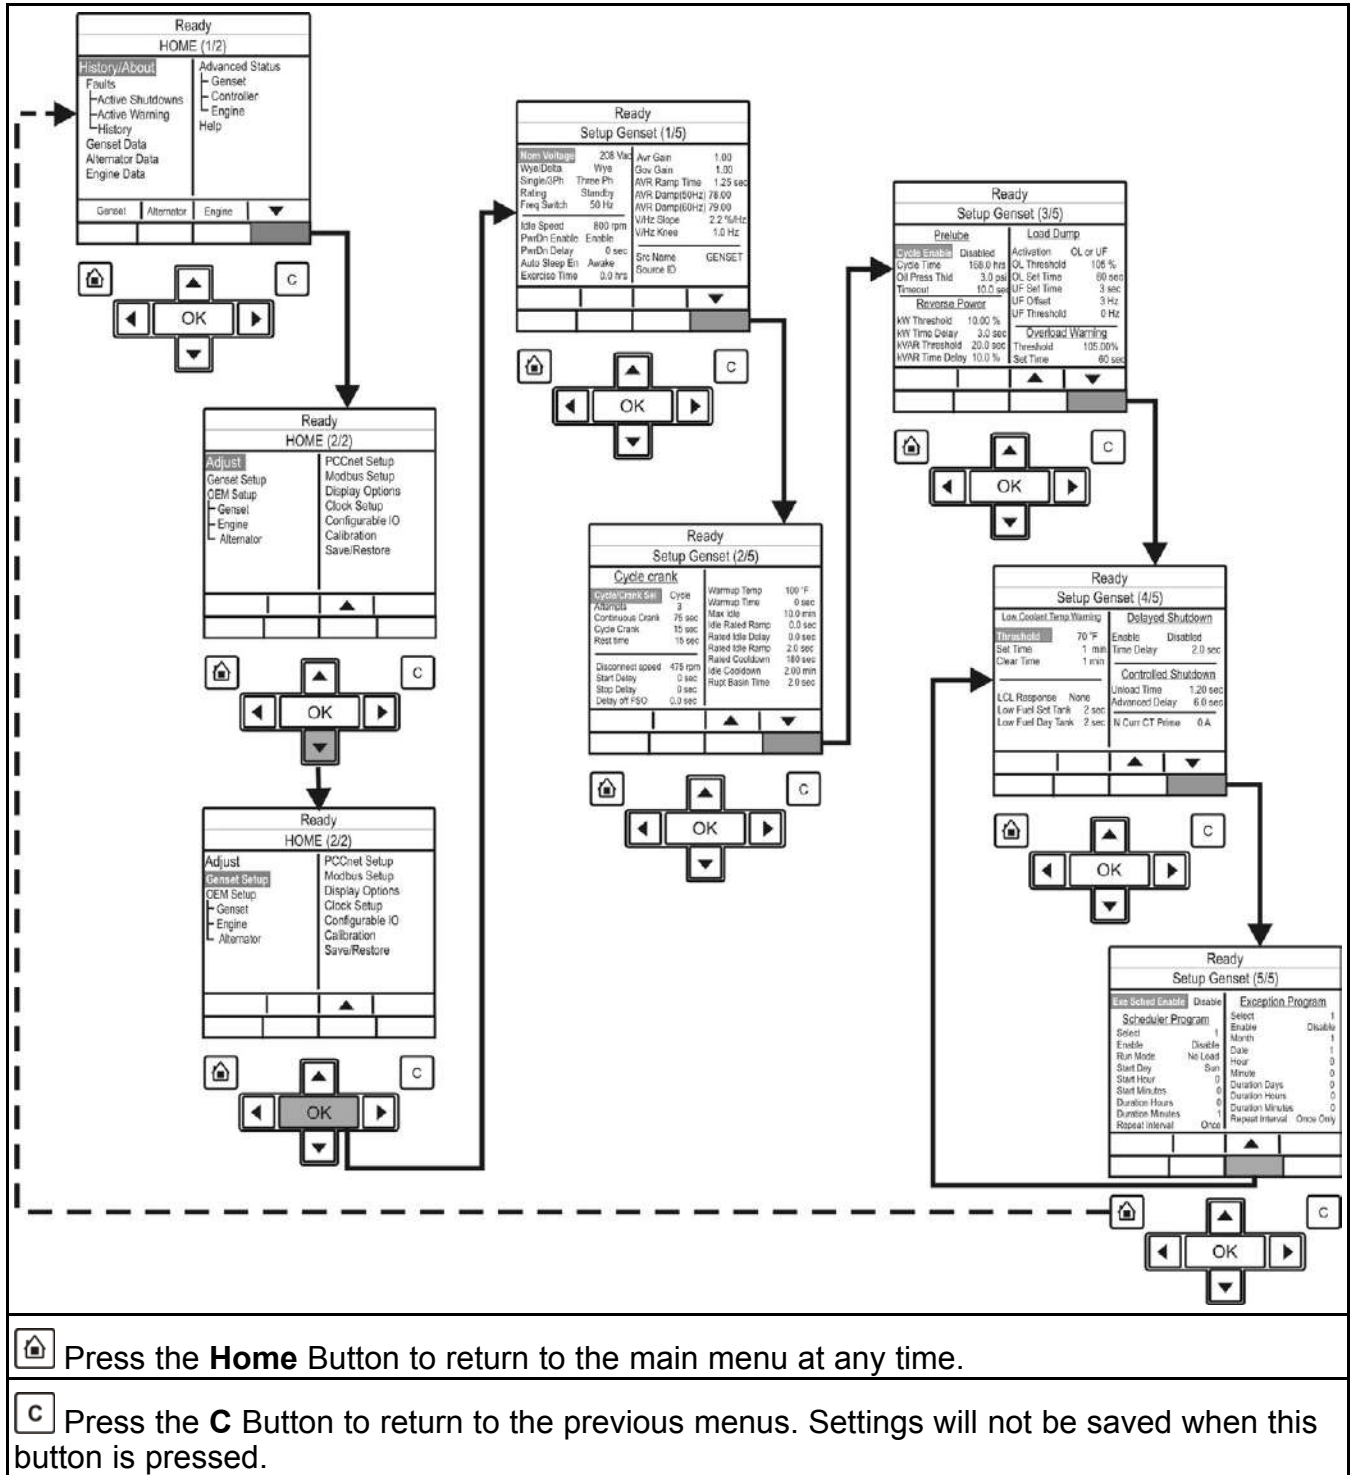 Ready
HOME (1/2)
History/About
Faults
Active Shutdowns
Active Warning
History
Genset Data
Alternator Data
Engine Data
Advanced Status
Genset
Controller
Engine
Help
Genset Alternator Engine
C
OK
Ready
HOME (2/2)
Adjust
Genset Setup
OEM Setup
Genset
Engine
Alternator
PCCnet Setup
Modbus Setup
Display Options
Clock Setup
Configurable IO
Calibration
Save/Restore
C
OK
Ready
HOME (2/2)
Adjust
Genset Setup
OEM Setup
Genset
Engine
Alternator
PCCnet Setup
Modbus Setup
Display Options
Clock Setup
Configurable IO
Calibration
Save/Restore
C
OK
Ready
Setup Genset (1/5)
Nom Voltage 208 Vac
Wye/Delta Wye
Single/3Ph Three Ph
Rating Standby
Freq Switch 50 Hz
Idle Speed 800 rpm
PwrDn Enable Enable
PwrDn Delay 0 sec
Auto Sleep En Awake
Exercise Time 0.0 hrs
Avr Gain 1.00
Gov Gain 1.00
AVR Ramp Time 1.25 sec
AVR Damp(50Hz) 78.00
AVR Damp(60Hz) 79.00
V/Hz Slope 2.2 %/Hz
V/Hz Knee 1.0 Hz
Src Name GENSET
Source ID
C
OK
Ready
Setup Genset (2/5)
Cycle crank
Cycle/Crank Sel Cycle
Attempts 3
Continuous Crank 75 sec
Cycle Crank 15 sec
Rest time 15 sec
Disconnect speed 475 rpm
Start Delay 0 sec
Stop Delay 0 sec
Delay off FSO 0.0 sec
Warmup Temp 100 °F
Warmup Time 0 sec
Max Idle 10.0 min
Idle Rated Ramp 0.0 sec
Rated Idle Delay 0.0 sec
Rated Idle Ramp 2.0 sec
Rated Cooldown 180 sec
Idle Cooldown 2.00 min
Rupt Basin Time 2.0 sec
C
OK
Ready
Setup Genset (3/5)
Prelube
Cycle Enable Disabled
Cycle Time 168.0 hrs
Oil Press Thld 3.0 psi
Timeout 10.0 sec
Reverse Power
kW Threshold 10.00 %
kW Time Delay 3.0 sec
kVAR Threshold 20.0 sec
kVAR Time Delay 10.0 %
Load Dump
Activation OL or UF
OL Threshold 105 %
OL Set Time 60 sec
UF Set Time 3 sec
UF Offset 3 Hz
UF Threshold 0 Hz
Overload Warning
Threshold 105.00%
Set Time 60 sec
C
OK
Ready
Setup Genset (4/5)
Low Coolant Temp Warning
Threshold 70 °F
Set Time 1 min
Clear Time 1 min
LCL Response None
Low Fuel Set Tank 2 sec
Low Fuel Day Tank 2 sec
Delayed Shutdown
Enable Disabled
Time Delay 2.0 sec
Controlled Shutdown
Unload Time 1.20 sec
Advanced Delay 6.0 sec
N Curr CT Prime 0 A
C
OK
Ready
Setup Genset (5/5)
Exe Sched Enable Disable
Scheduler Program
Select 1
Enable Disable
Run Mode No Load
Start Day Sun
Start Hour 0
Start Minutes 0
Duration Hours 0
Duration Minutes 1
Repeat Interval Once
Exception Program
Select 1
Enable Disable
Month 1
Date 1
Hour 0
Minute 0
Duration Days 0
Duration Hours 0
Duration Minutes 0
Repeat Interval Once Only
C
OK
Press the Home Button to return to the main menu at any time.
C Press the C Button to return to the previous menus. Settings will not be saved when this
button is pressed.